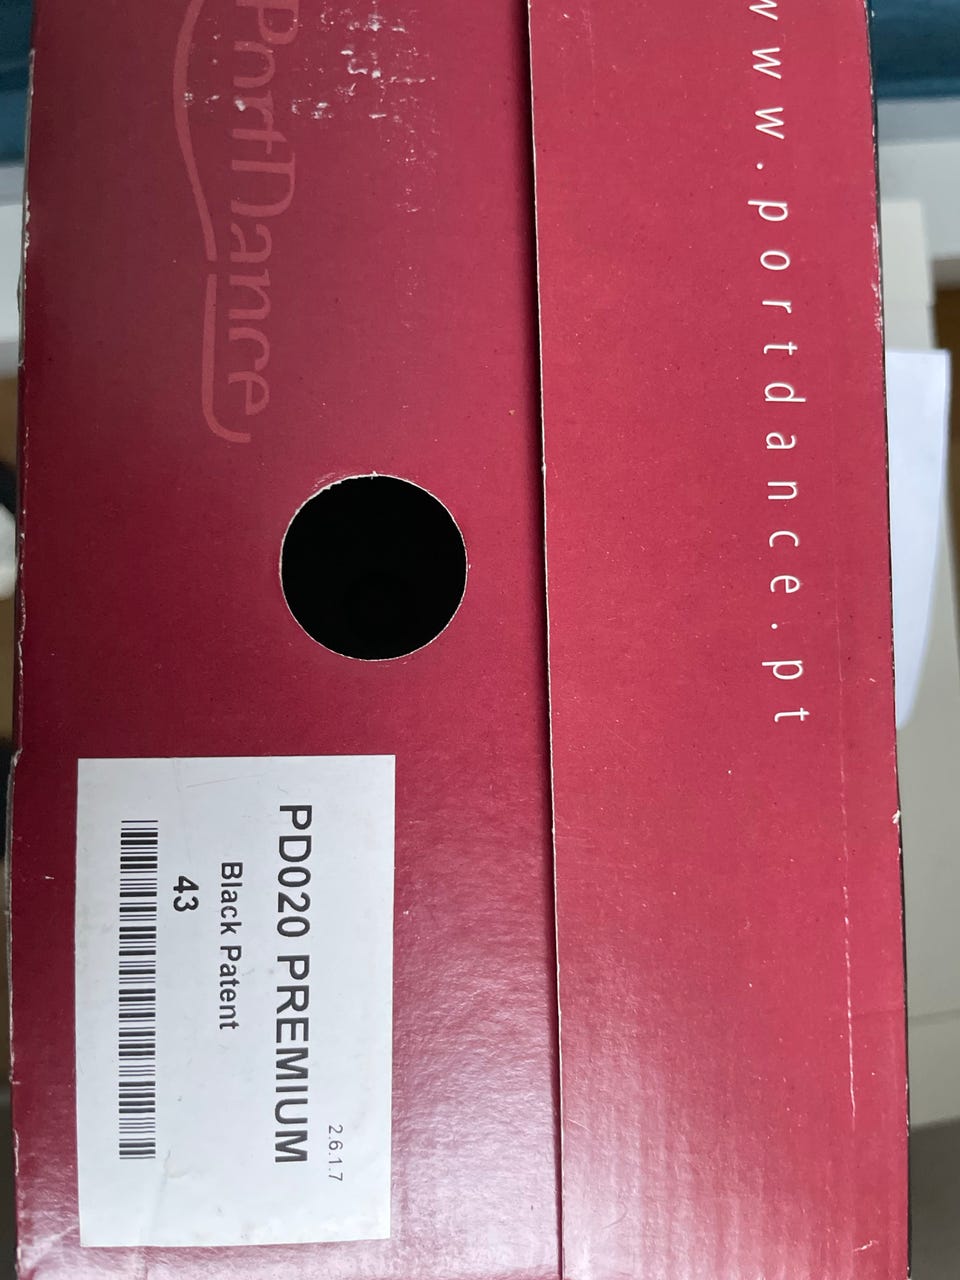 www.portdance.pt
PortDance
2.6.1.7
PD020 PREMIUM
Black Patent
43